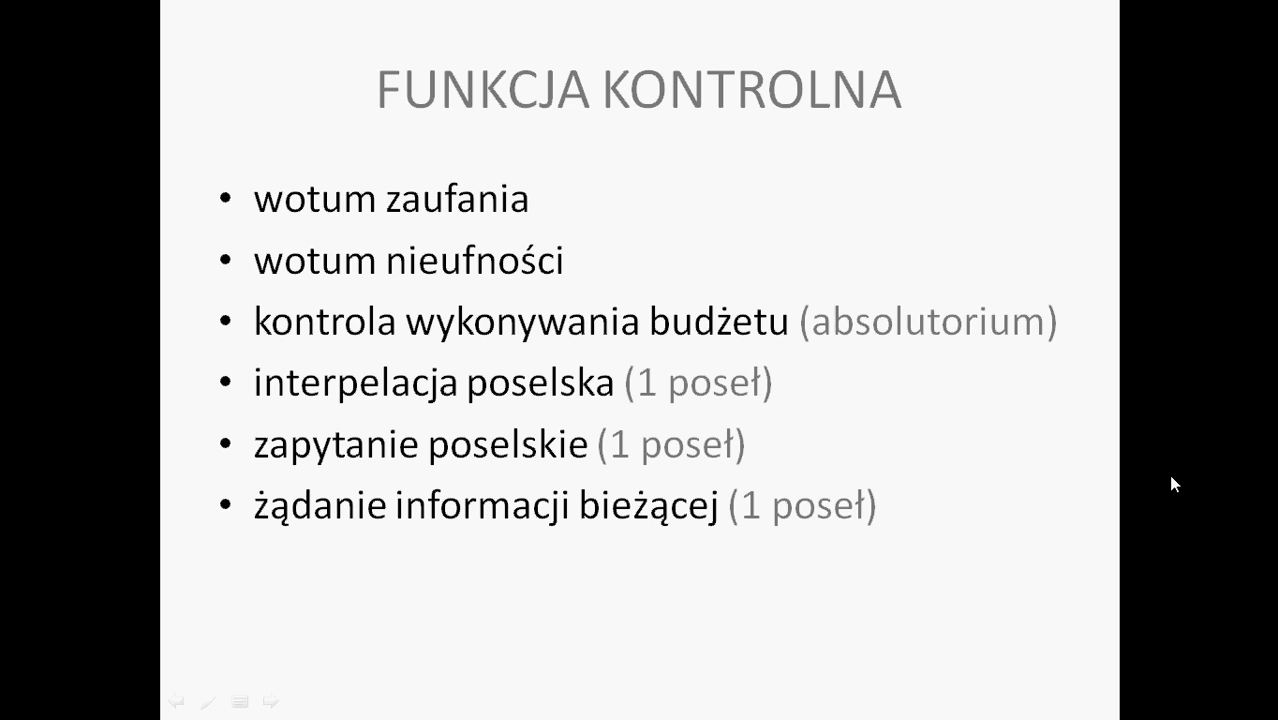 FUNKCJA KONTROLNA
• wotum zaufania
• wotum nieufności
• kontrola wykonywania budżetu (absolutorium)
• interpelacja poselska (1 poseł)
• zapytanie poselskie (1 poseł)
• żądanie informacji bieżącej (1 poseł)